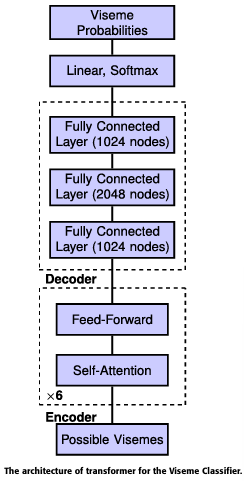 Viseme
Probabilities
Linear, Softmax
Fully Connected
Layer (1024 nodes)
Fully Connected
Layer (2048 nodes)
Fully Connected
Layer (1024 nodes)
Decoder
Feed-Forward
Self-Attention
×6
Encoder
Possible Visemes
The architecture of transformer for the Viseme Classifier.